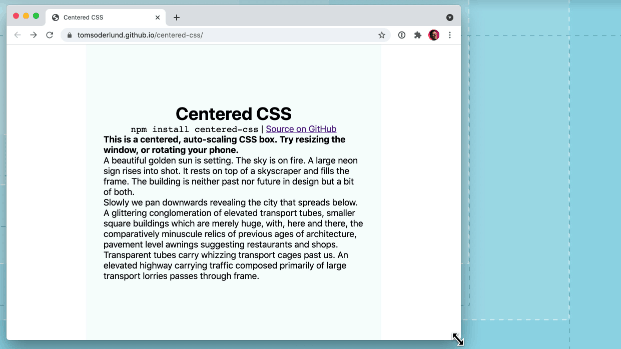 Centered CSS
tomsoderlund.github.io/centered-css/
Centered CSS
npm install centered-css | Source on GitHub
This is a centered, auto-scaling CSS box. Try resizing the
window, or rotating your phone.
A beautiful golden sun is setting. The sky is on fire. A large neon
sign rises into shot. It rests on top of a skyscraper and fills the
frame. The building is neither past nor future in design but a bit
of both.
Slowly we pan downwards revealing the city that spreads below.
A glittering conglomeration of elevated transport tubes, smaller
square buildings which are merely huge, with, here and there, the
comparatively minuscule relics of previous ages of architecture,
pavement level awnings suggesting restaurants and shops.
Transparent tubes carry whizzing transport cages past us. An
elevated highway carrying traffic composed primarily of large
transport lorries passes through frame.